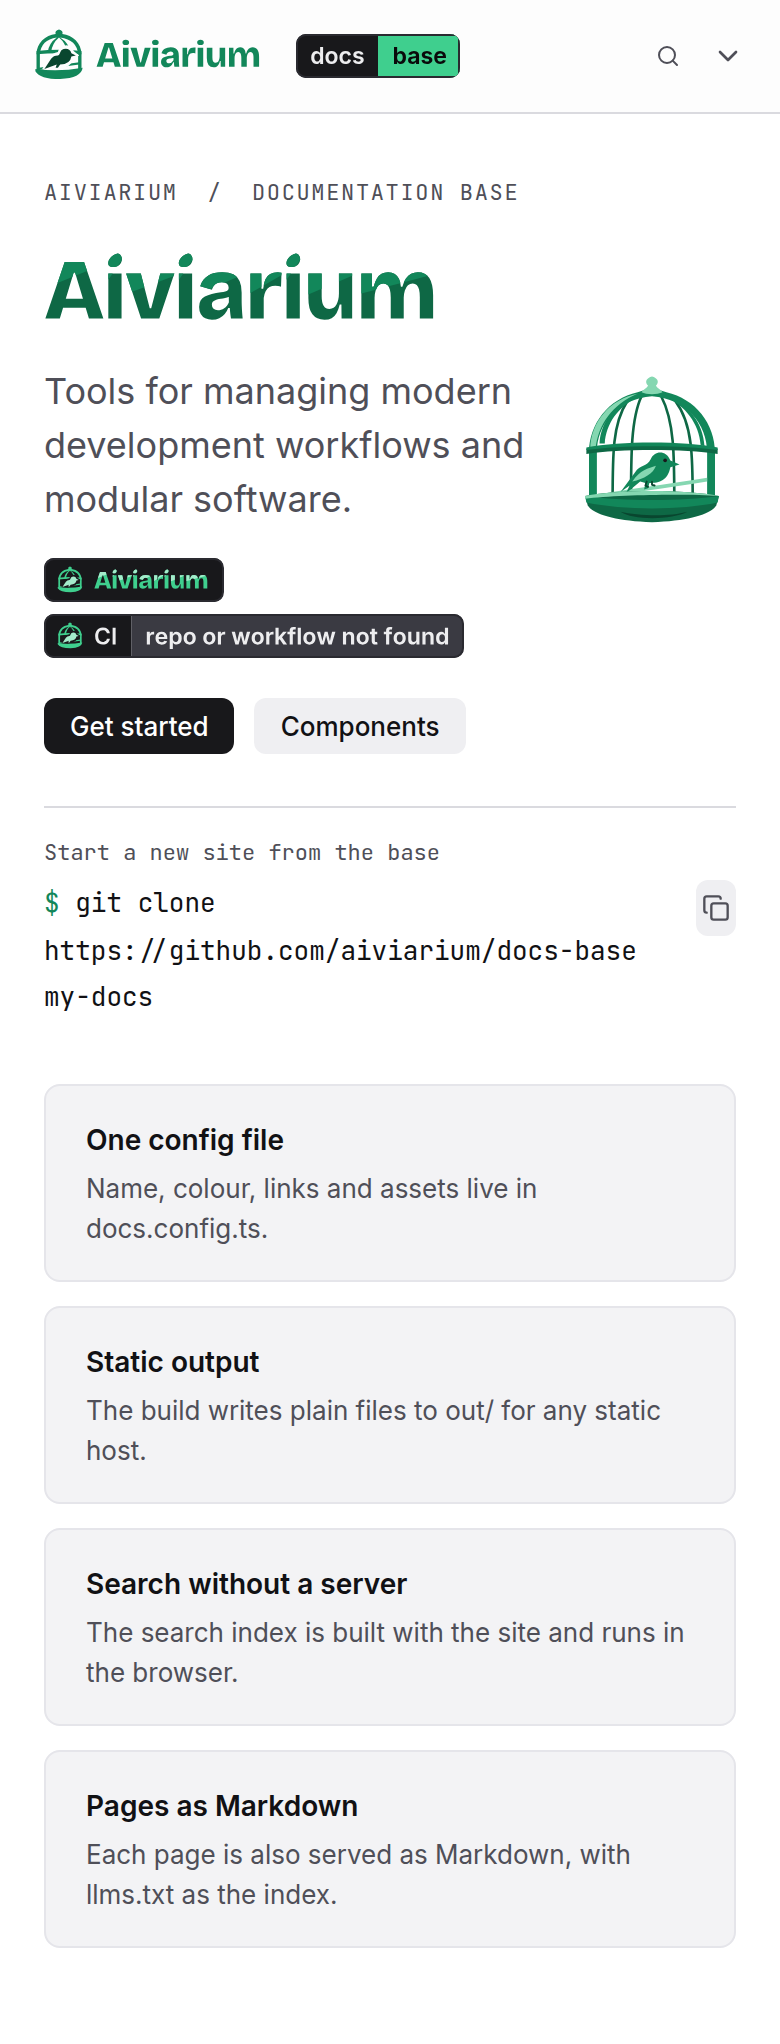 Aiviarium docs base
AIVIARIUM / DOCUMENTATION BASE
Aiviarium
Tools for managing modern
development workflows and
modular software.
Aiviarium
CI repo or workflow not found
Get started Components
Start a new site from the base
$ git clone
https://github.com/aiviarium/docs-base
my-docs
One config file
Name, colour, links and assets live in
docs.config.ts.
Static output
The build writes plain files to out/ for any static
host.
Search without a server
The search index is built with the site and runs in
the browser.
Pages as Markdown
Each page is also served as Markdown, with
llms.txt as the index.